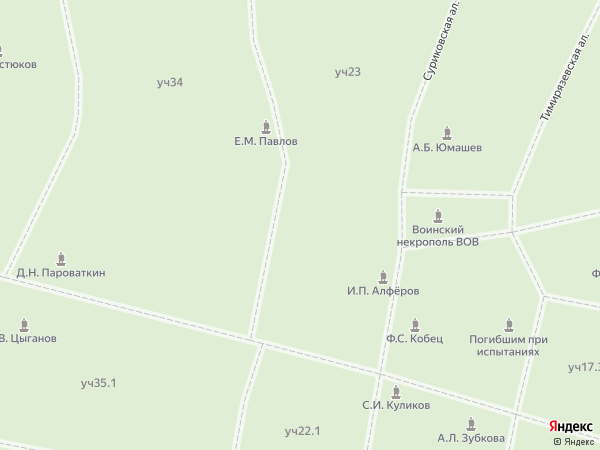 Суриковская ал.
Тимирязевская ал.
стюков
уч34
уч23
Е.М. Павлов
А.Б. Юмашев
Воинский
некрополь ВОВ
Д.Н. Пароваткин
И.П. Алфёров
Ф
В. Цыганов
Ф.С. Кобец
Погибшим при
испытаниях
уч17.3
уч35.1
С.И. Куликов
уч22.1
А.Л. Зубкова
Яндекс
© Яндекс